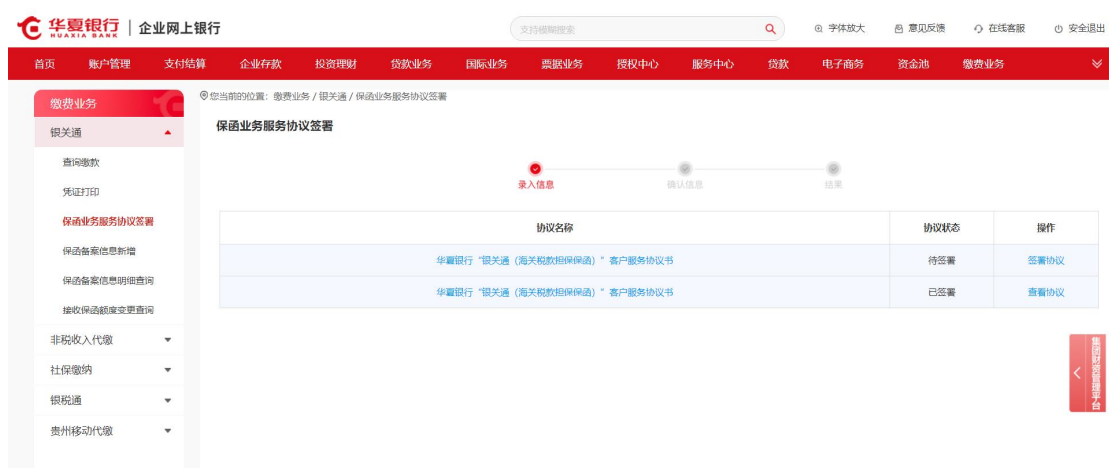 华夏银行 企业网上银行
HUAXIA BANK
支持模糊搜索
字体放大 意见反馈 在线客服 安全退出
首页 账户管理 支付结算 企业存款 投资理财 贷款业务 国际业务 票据业务 授权中心 服务中心 贷款 电子商务 资金池 缴费业务
缴费业务
银关通
查询缴款
凭证打印
保函业务服务协议签署
保函备案信息新增
保函备案信息明细查询
接收保函额度变更查询
非税收入代缴
社保缴纳
银税通
贵州移动代缴
您当前的位置：缴费业务 / 银关通 / 保函业务服务协议签署
保函业务服务协议签署
录入信息 确认信息 结果
协议名称 协议状态 操作
华夏银行“银关通（海关税款担保保函）”客户服务协议书 待签署 签署协议
华夏银行“银关通（海关税款担保保函）”客户服务协议书 已签署 查看协议
集团财资管理平台